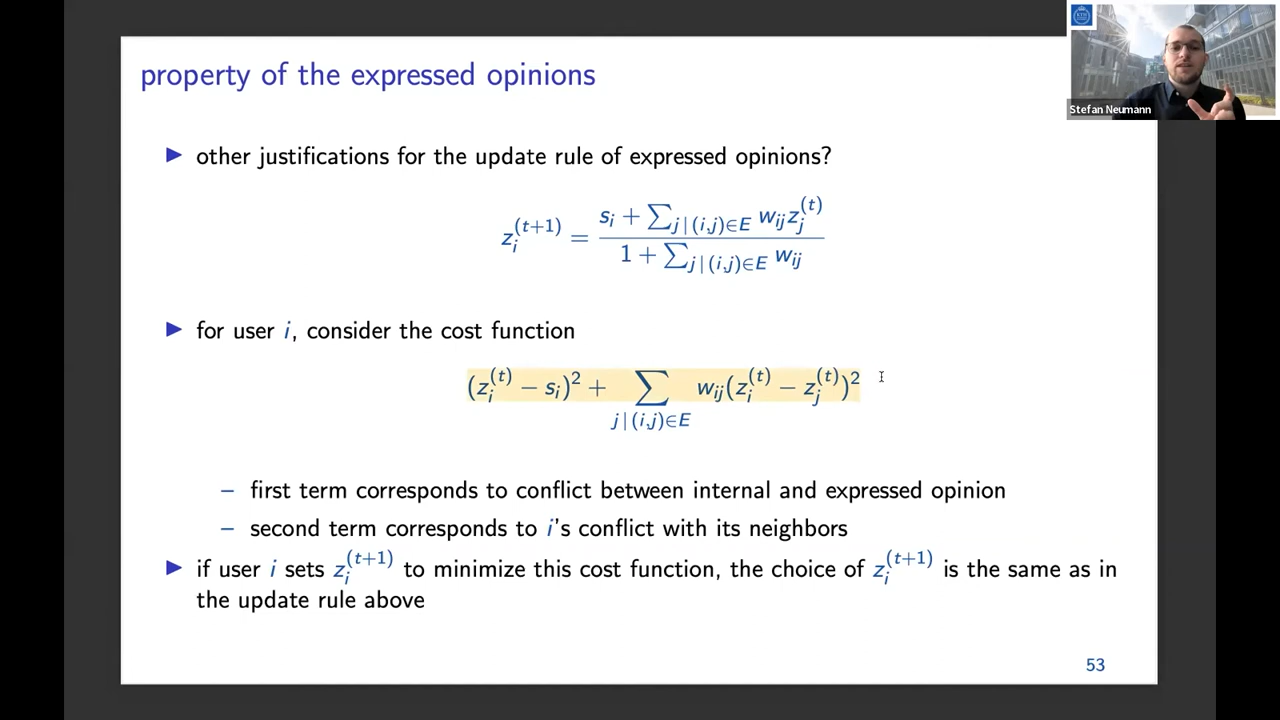 property of the expressed opinions
Stefan Neumann
▶ other justifications for the update rule of expressed opinions?
z_i^{(t+1)} = \frac{s_i + \sum_{j | (i,j)∈E} w_{ij} z_j^{(t)}}{1 + \sum_{j | (i,j)∈E} w_{ij}}
▶ for user i, consider the cost function
(z_i^{(t)} − s_i)^2 + \sum_{j | (i,j)∈E} w_{ij}(z_i^{(t)} − z_j^{(t)})^2
– first term corresponds to conflict between internal and expressed opinion
– second term corresponds to i's conflict with its neighbors
▶ if user i sets z_i^{(t+1)} to minimize this cost function, the choice of z_i^{(t+1)} is the same as in
the update rule above
53